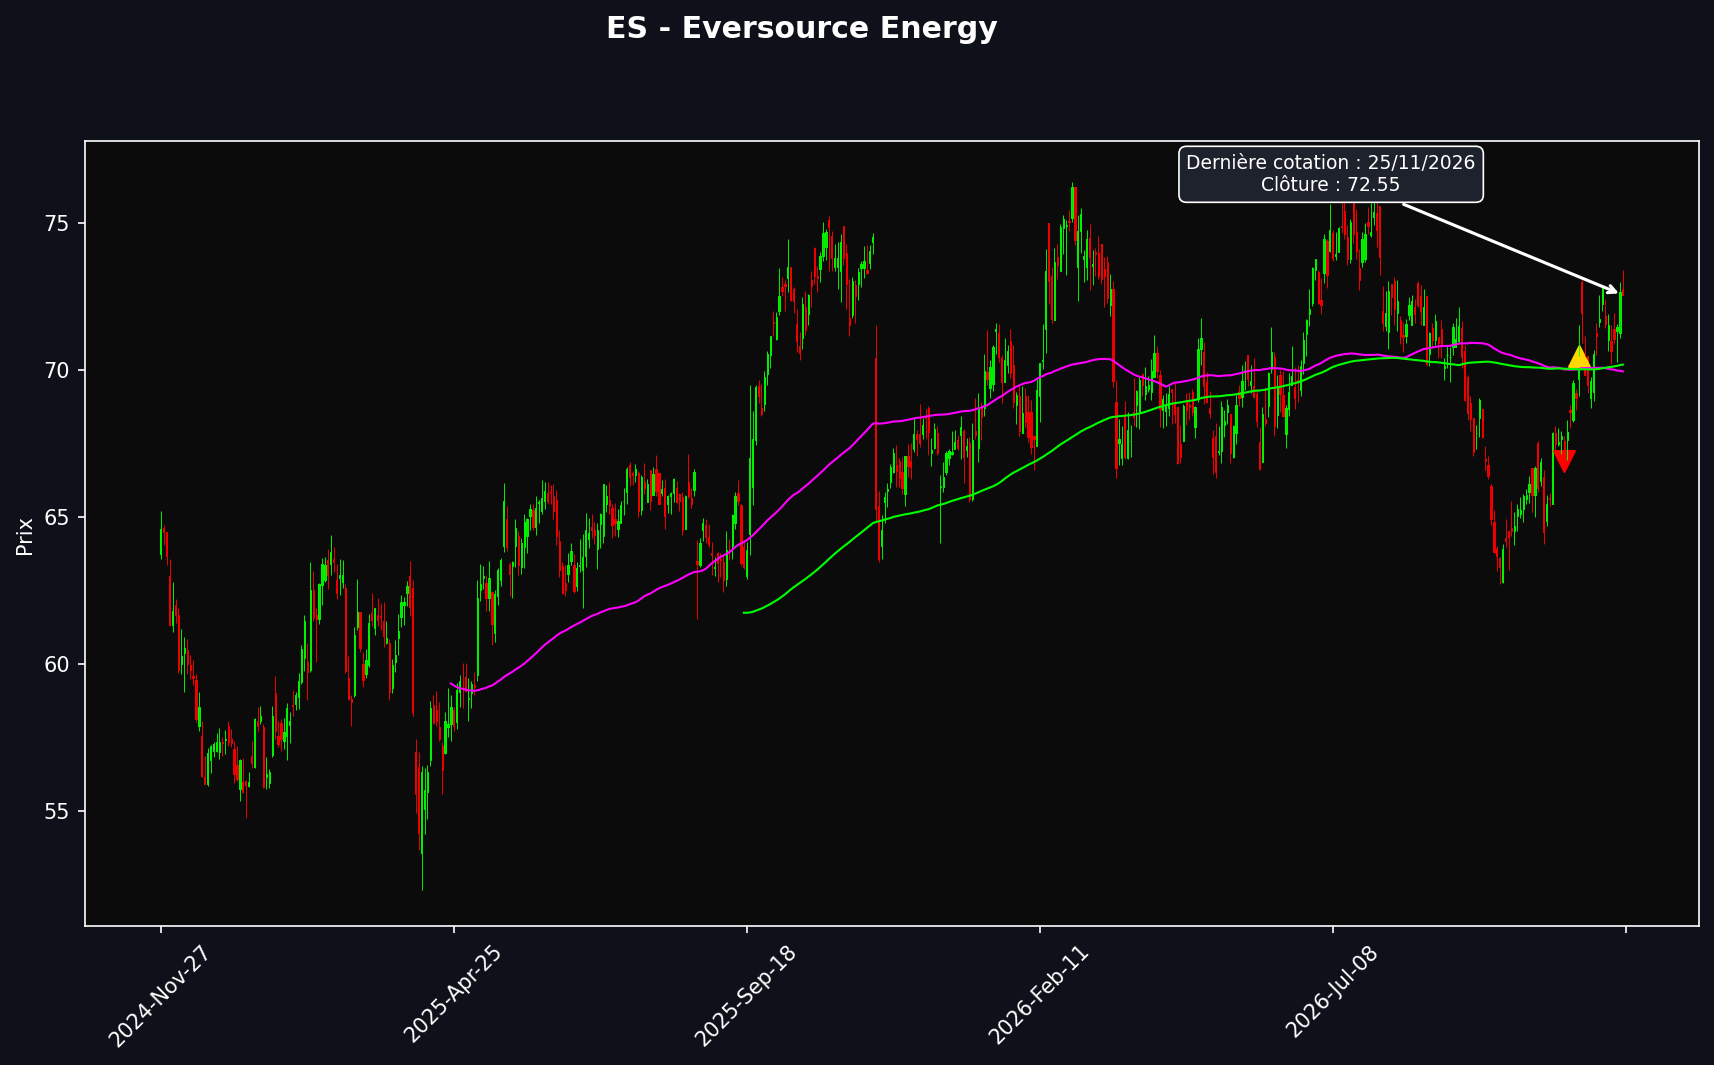 ES - Eversource Energy
Dernière cotation : 25/11/2026
Clôture : 72.55
75
70
65
60
55
Prix
2024-Nov-27
2025-Apr-25
2025-Sep-18
2026-Feb-11
2026-Jul-08